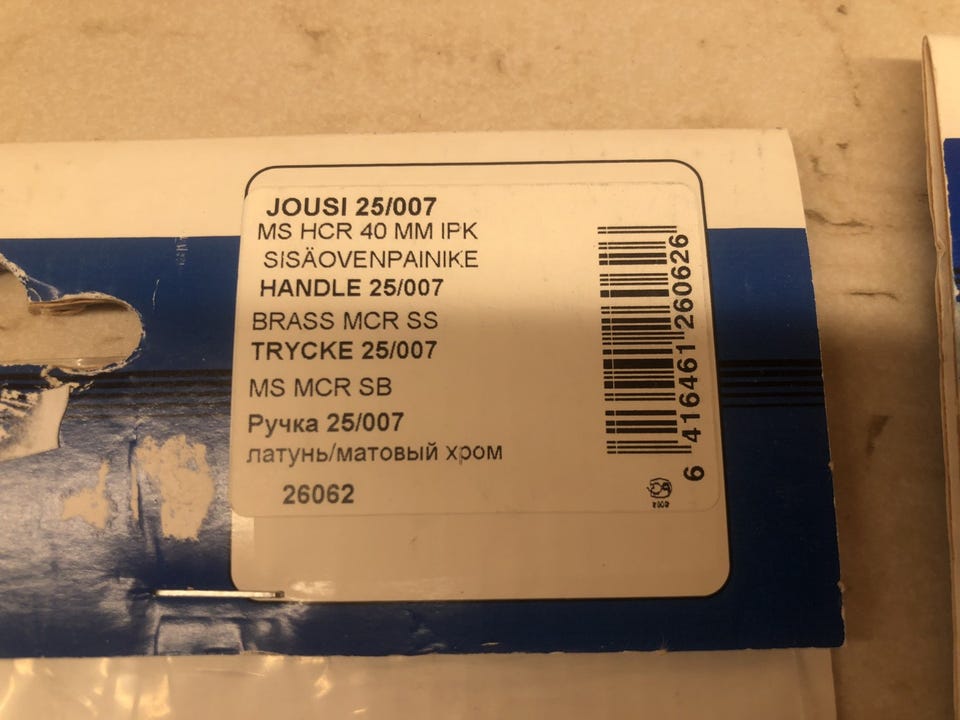 JOUSI 25/007
MS HCR 40 MM IPK
SISÄOVENPAINIKE
HANDLE 25/007
BRASS MCR SS
TRYCKE 25/007
MS MCR SB
Ручка 25/007
латунь/матовый хром
26062
6 416461 260626